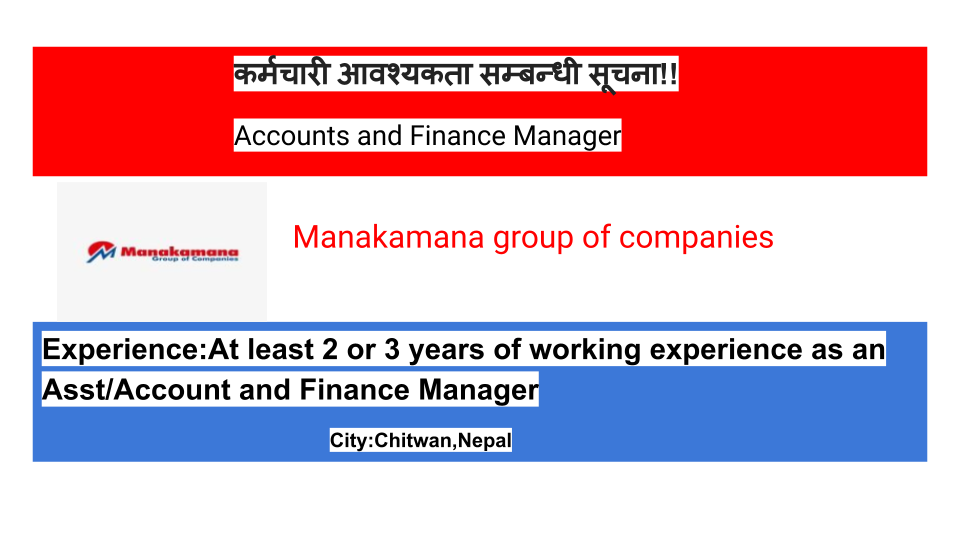 कर्मचारी आवश्यकता सम्बन्धी सूचना!!
Accounts and Finance Manager
Manakamana
Group of Companies
Manakamana group of companies
Experience:At least 2 or 3 years of working experience as an
Asst/Account and Finance Manager
City:Chitwan,Nepal